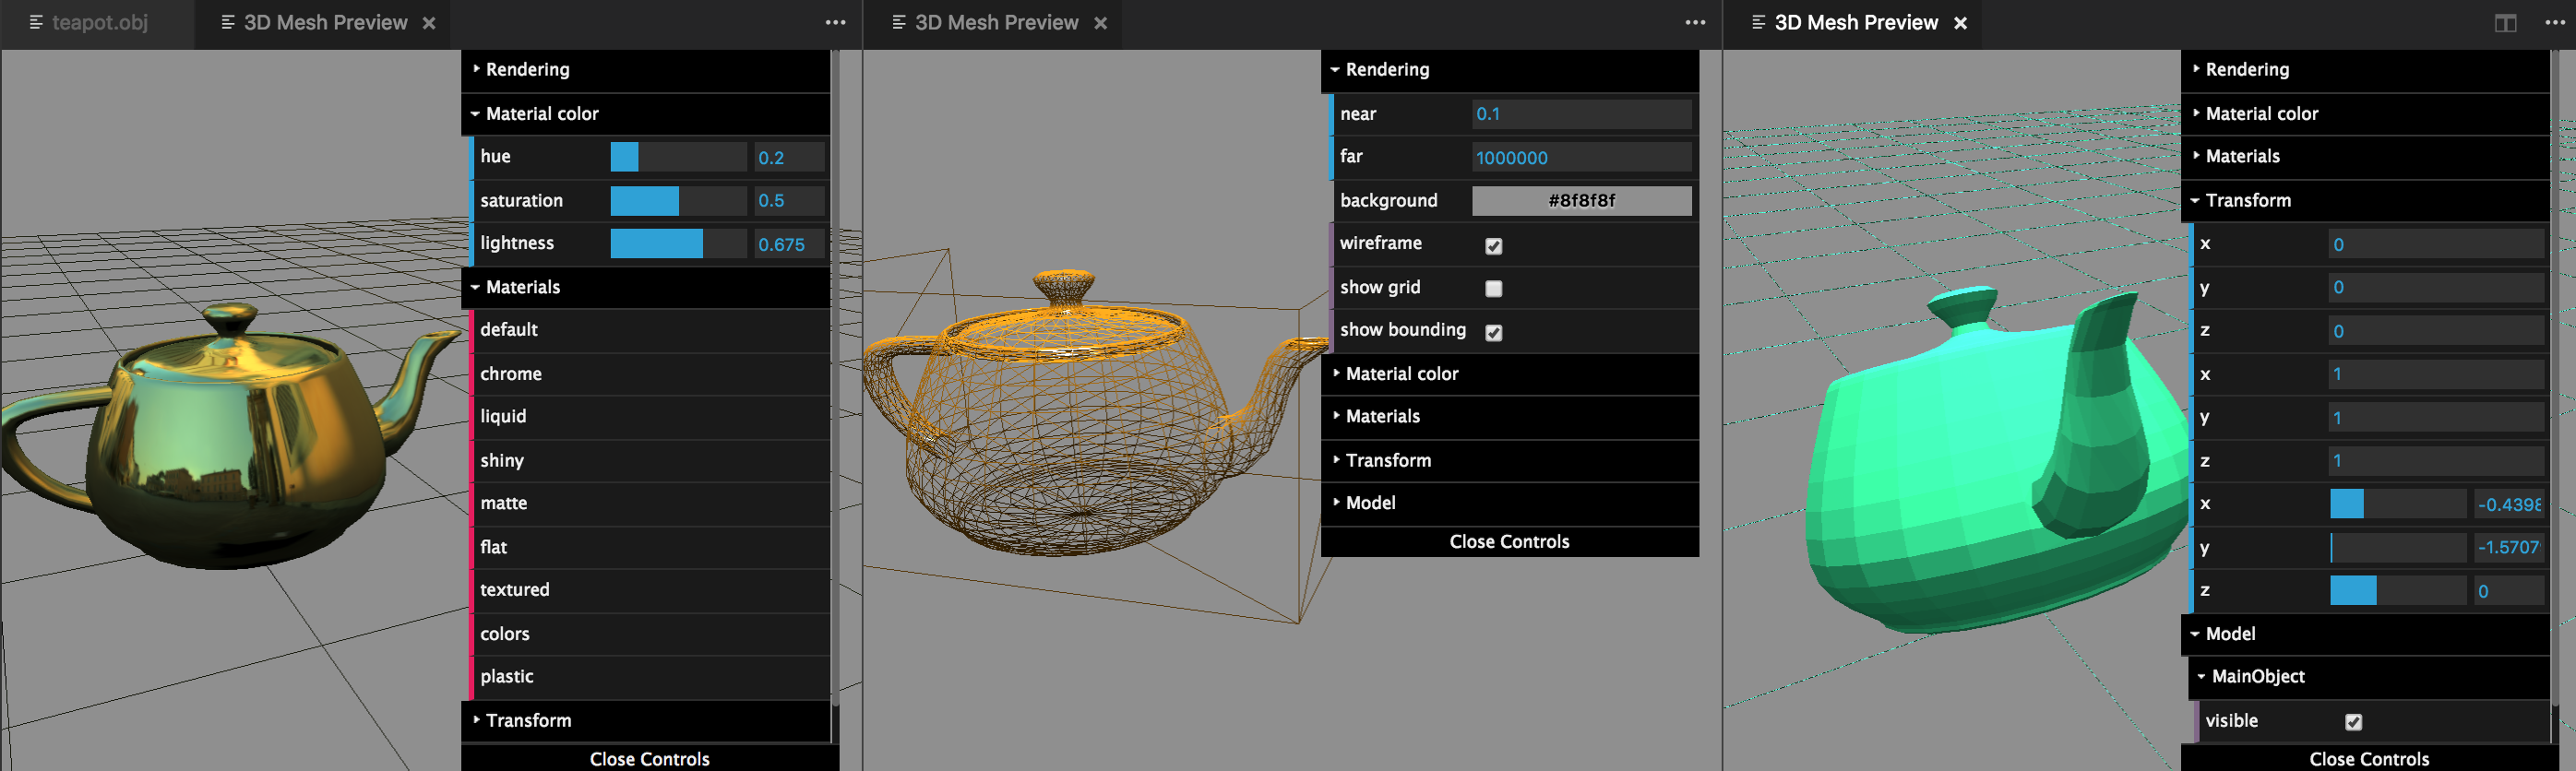 teapot.obj
3D Mesh Preview
Rendering
Material color
hue 0.2
saturation 0.5
lightness 0.675
Materials
default
chrome
liquid
shiny
matte
flat
textured
colors
plastic
Transform
Close Controls
3D Mesh Preview
Rendering
near 0.1
far 1000000
background #8f8f8f
wireframe
show grid
show bounding
Material color
Materials
Transform
Model
Close Controls
3D Mesh Preview
Rendering
Material color
Materials
Transform
x 0
y 0
z 0
x 1
y 1
z 1
x -0.4398
y -1.5707
z 0
Model
MainObject
visible
Close Controls